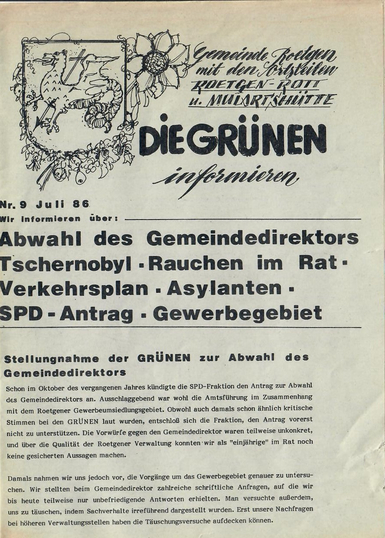 Gemeinde Roetgen
mit den Ortsteilen
ROETGEN-ROTT
u. MULARTSHÜTTE
DIE GRÜNEN
informieren
Nr. 9 Juli 86
Wir informieren über:
Abwahl des Gemeindedirektors
Tschernobyl · Rauchen im Rat ·
Verkehrsplan · Asylanten ·
SPD - Antrag · Gewerbegebiet
Stellungnahme der GRÜNEN zur Abwahl des
Gemeindedirektors
Schon im Oktober des vergangenen Jahres kündigte die SPD-Fraktion den Antrag zur Abwahl
des Gemeindedirektors an. Ausschlaggebend war wohl die Amtsführung im Zusammenhang
mit dem Roetgener Gewerbeumsiedlungsgebiet. Obwohl auch damals schon ähnlich kritische
Stimmen bei den GRÜNEN laut wurden, entschloß sich die Fraktion, den Antrag vorerst
nicht zu unterstützen. Die Vorwürfe gegen den Gemeindedirektor waren teilweise unkonkret,
und über die Qualität der Roetgener Verwaltung konnten wir als "einjährige" im Rat noch
keine gesicherten Aussagen machen.
Damals nahmen wir uns jedoch vor, die Vorgänge um das Gewerbegebiet genauer zu untersu-
chen. Wir stellten beim Gemeindedirektor zahlreiche schriftliche Anfragen, auf die wir
bis heute teilweise nur unbefriedigende Antworten erhielten. Man versuchte außerdem,
uns zu täuschen, indem Sachverhalte irreführend dargestellt wurden. Erst unsere Nachfragen
bei höheren Verwaltungsstellen haben die Täuschungsversuche aufdecken können.